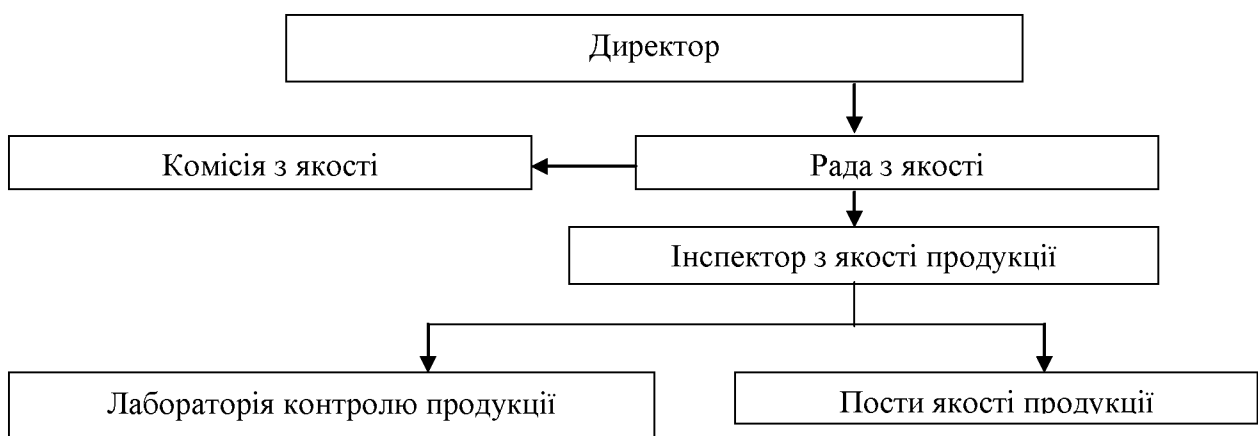 Директор
Комісія з якості
Рада з якості
Інспектор з якості продукції
Лабораторія контролю продукції
Пости якості продукції